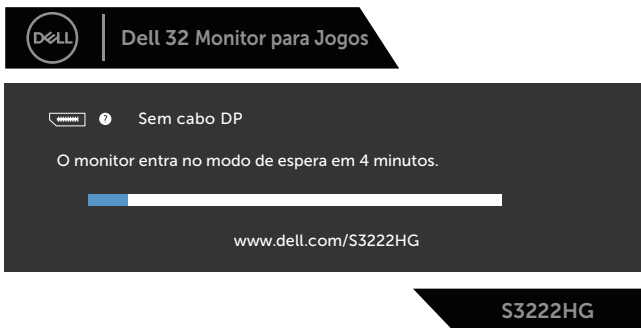 DELL
Dell 32 Monitor para Jogos
? Sem cabo DP
O monitor entra no modo de espera em 4 minutos.
www.dell.com/S3222HG
S3222HG